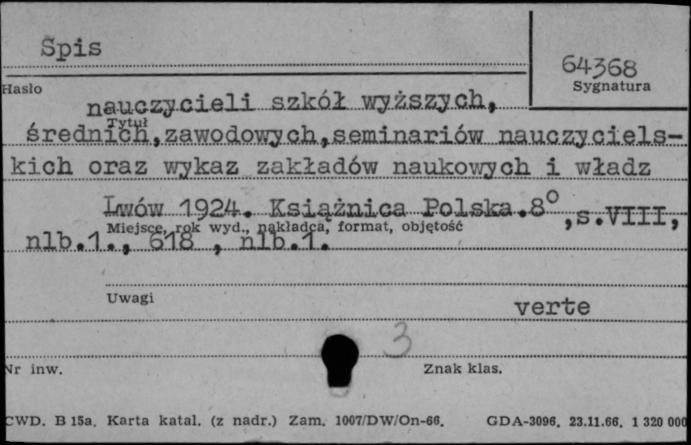 Spis
64368
Hasło
Sygnatura
nauczycieli szkół wyższych,
Tytuł
średnich,zawodowych,seminariów nauczyciels-
kich oraz wykaz zakładów naukowych i władz
Lwów 1924. Książnica Polska.8°,s.VIII,
Miejsce, rok wyd., nakładca, format, objętość
nlb.1., 618 , nlb.1.
Uwagi
verte
3
Nr inw.
Znak klas.
CWD. B 15a. Karta katal. (z nadr.) Zam. 1007/DW/On-66. GDA-3096. 23.11.66. 1 320 000